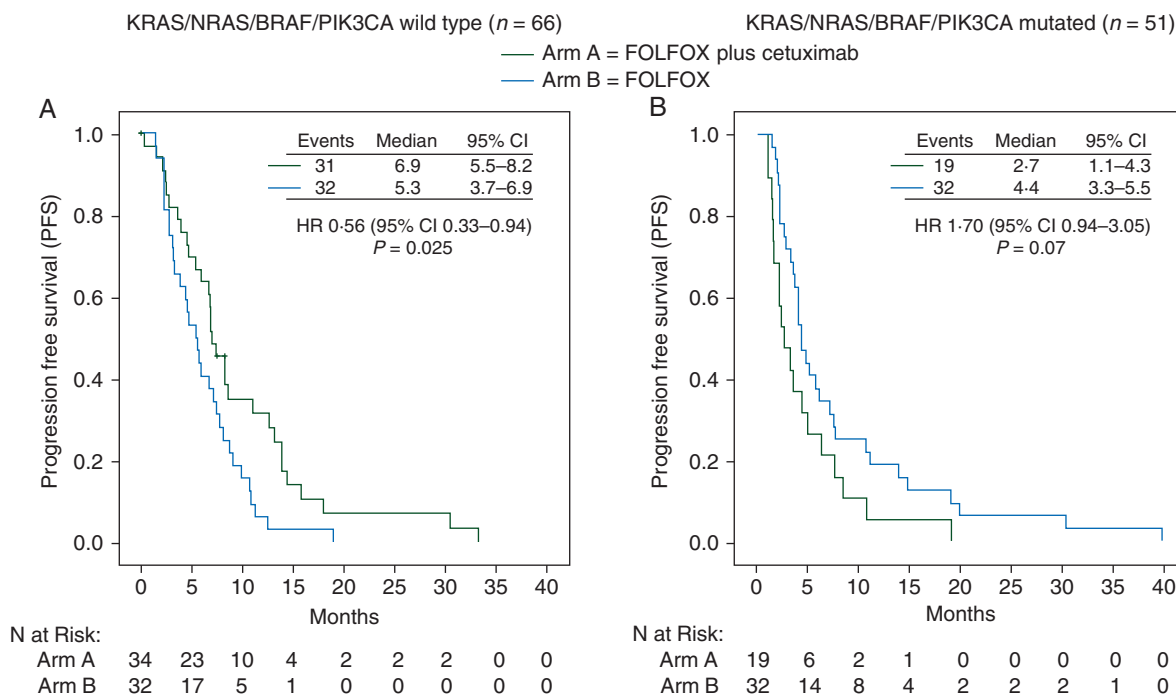 KRAS/NRAS/BRAF/PIK3CA wild type (n = 66)
KRAS/NRAS/BRAF/PIK3CA mutated (n = 51)
Arm A = FOLFOX plus cetuximab
Arm B = FOLFOX
A
Progression free survival (PFS)
1.0
0.8
0.6
0.4
0.2
0.0
Events Median 95% CI
31 6.9 5.5–8.2
32 5.3 3.7–6.9
HR 0·56 (95% CI 0.33–0.94)
P = 0.025
0 5 10 15 20 25 30 35 40
Months
B
Progression free survival (PFS)
1.0
0.8
0.6
0.4
0.2
0.0
Events Median 95% CI
19 2·7 1.1–4.3
32 4·4 3.3–5.5
HR 1·70 (95% CI 0.94–3.05)
P = 0.07
0 5 10 15 20 25 30 35 40
Months
N at Risk:
Arm A 34 23 10 4 2 2 2 0 0
Arm B 32 17 5 1 0 0 0 0 0
N at Risk:
Arm A 19 6 2 1 0 0 0 0 0
Arm B 32 14 8 4 2 2 2 1 0